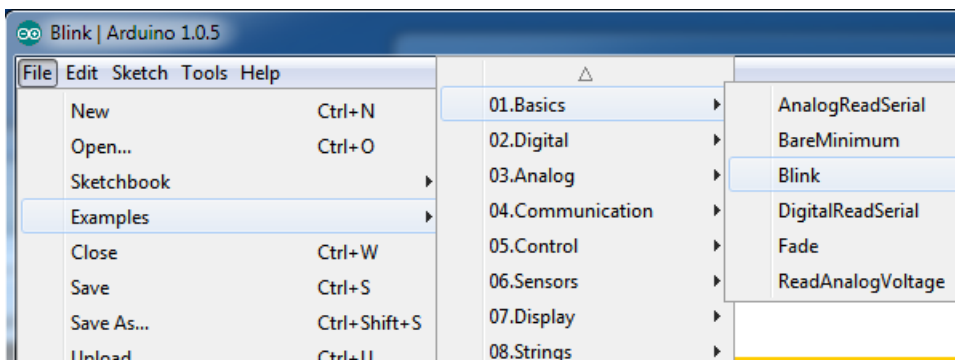 Blink | Arduino 1.0.5
File Edit Sketch Tools Help
New Ctrl+N
Open... Ctrl+O
Sketchbook
Examples
Close Ctrl+W
Save Ctrl+S
Save As... Ctrl+Shift+S
Upload Ctrl+U
01.Basics
02.Digital
03.Analog
04.Communication
05.Control
06.Sensors
07.Display
08.Strings
AnalogReadSerial
BareMinimum
Blink
DigitalReadSerial
Fade
ReadAnalogVoltage